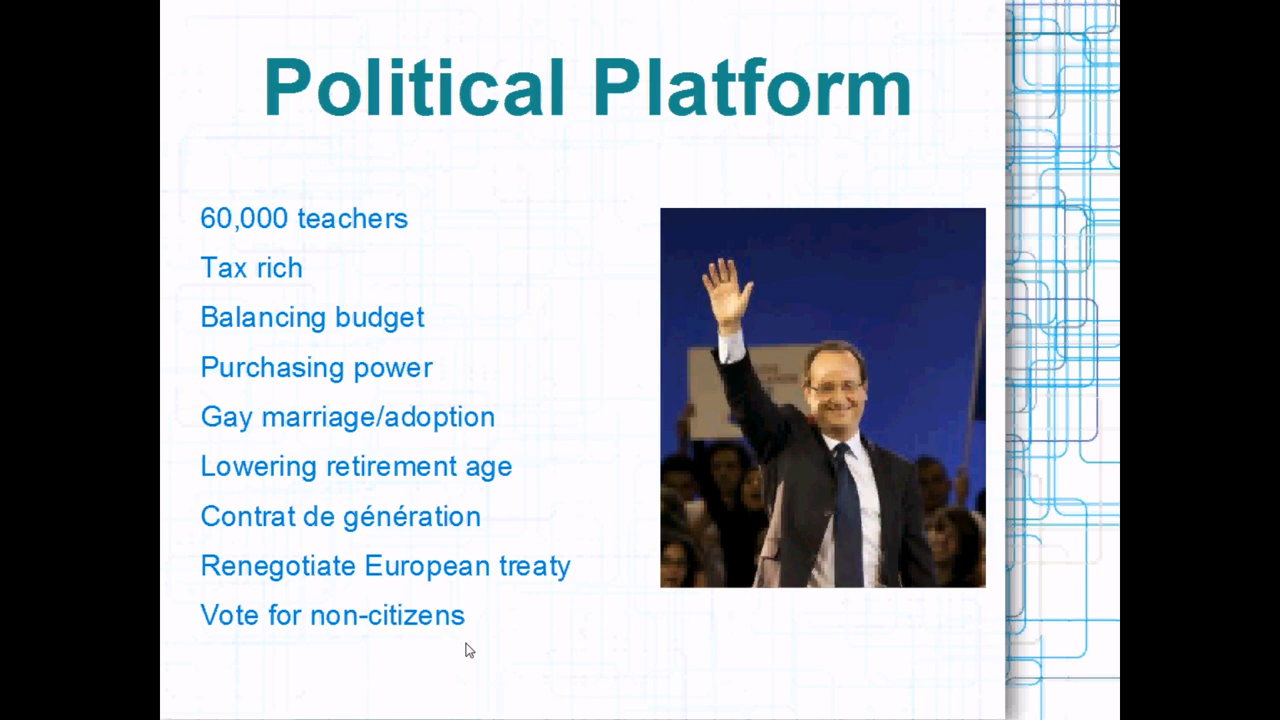 Political Platform
60,000 teachers
Tax rich
Balancing budget
Purchasing power
Gay marriage/adoption
Lowering retirement age
Contrat de génération
Renegotiate European treaty
Vote for non-citizens